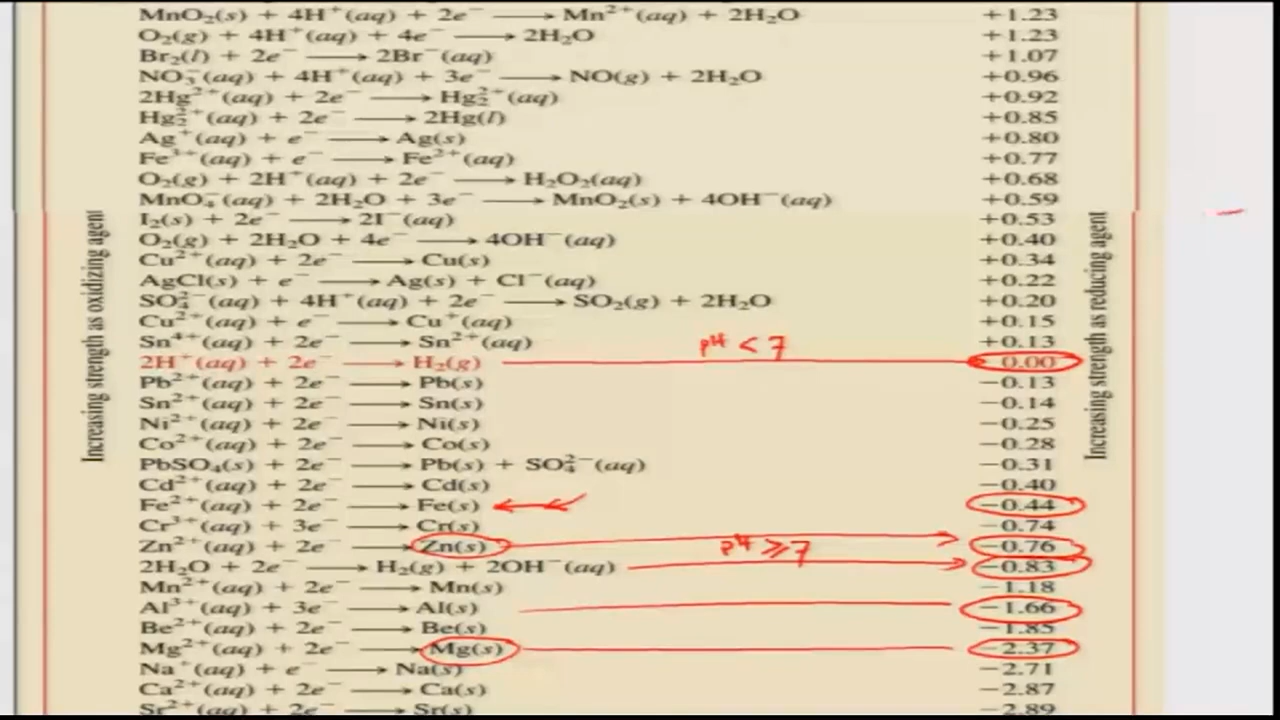 MnO₂(s) + 4H⁺(aq) + 2e⁻ ⟶ Mn²⁺(aq) + 2H₂O +1.23
O₂(g) + 4H⁺(aq) + 4e⁻ ⟶ 2H₂O +1.23
Br₂(l) + 2e⁻ ⟶ 2Br⁻(aq) +1.07
NO₃⁻(aq) + 4H⁺(aq) + 3e⁻ ⟶ NO(g) + 2H₂O +0.96
2Hg²⁺(aq) + 2e⁻ ⟶ Hg₂²⁺(aq) +0.92
Hg₂²⁺(aq) + 2e⁻ ⟶ 2Hg(l) +0.85
Ag⁺(aq) + e⁻ ⟶ Ag(s) +0.80
Fe³⁺(aq) + e⁻ ⟶ Fe²⁺(aq) +0.77
O₂(g) + 2H⁺(aq) + 2e⁻ ⟶ H₂O₂(aq) +0.68
MnO₄⁻(aq) + 2H₂O + 3e⁻ ⟶ MnO₂(s) + 4OH⁻(aq) +0.59
I₂(s) + 2e⁻ ⟶ 2I⁻(aq) +0.53
O₂(g) + 2H₂O + 4e⁻ ⟶ 4OH⁻(aq) +0.40
Cu²⁺(aq) + 2e⁻ ⟶ Cu(s) +0.34
AgCl(s) + e⁻ ⟶ Ag(s) + Cl⁻(aq) +0.22
SO₄²⁻(aq) + 4H⁺(aq) + 2e⁻ ⟶ SO₂(g) + 2H₂O +0.20
Cu²⁺(aq) + e⁻ ⟶ Cu⁺(aq) +0.15
Sn⁴⁺(aq) + 2e⁻ ⟶ Sn²⁺(aq) +0.13
pH < 7
2H⁺(aq) + 2e⁻ ⟶ H₂(g) 0.00
Pb²⁺(aq) + 2e⁻ ⟶ Pb(s) −0.13
Sn²⁺(aq) + 2e⁻ ⟶ Sn(s) −0.14
Ni²⁺(aq) + 2e⁻ ⟶ Ni(s) −0.25
Co²⁺(aq) + 2e⁻ ⟶ Co(s) −0.28
PbSO₄(s) + 2e⁻ ⟶ Pb(s) + SO₄²⁻(aq) −0.31
Cd²⁺(aq) + 2e⁻ ⟶ Cd(s) −0.40
Fe²⁺(aq) + 2e⁻ ⟶ Fe(s) −0.44
Cr³⁺(aq) + 3e⁻ ⟶ Cr(s) −0.74
Zn²⁺(aq) + 2e⁻ ⟶ Zn(s) −0.76
pH ≥ 7
2H₂O + 2e⁻ ⟶ H₂(g) + 2OH⁻(aq) −0.83
Mn²⁺(aq) + 2e⁻ ⟶ Mn(s) −1.18
Al³⁺(aq) + 3e⁻ ⟶ Al(s) −1.66
Be²⁺(aq) + 2e⁻ ⟶ Be(s) −1.85
Mg²⁺(aq) + 2e⁻ ⟶ Mg(s) −2.37
Na⁺(aq) + e⁻ ⟶ Na(s) −2.71
Ca²⁺(aq) + 2e⁻ ⟶ Ca(s) −2.87
Sr²⁺(aq) + 2e⁻ ⟶ Sr(s) −2.89
Increasing strength as oxidizing agent
Increasing strength as reducing agent